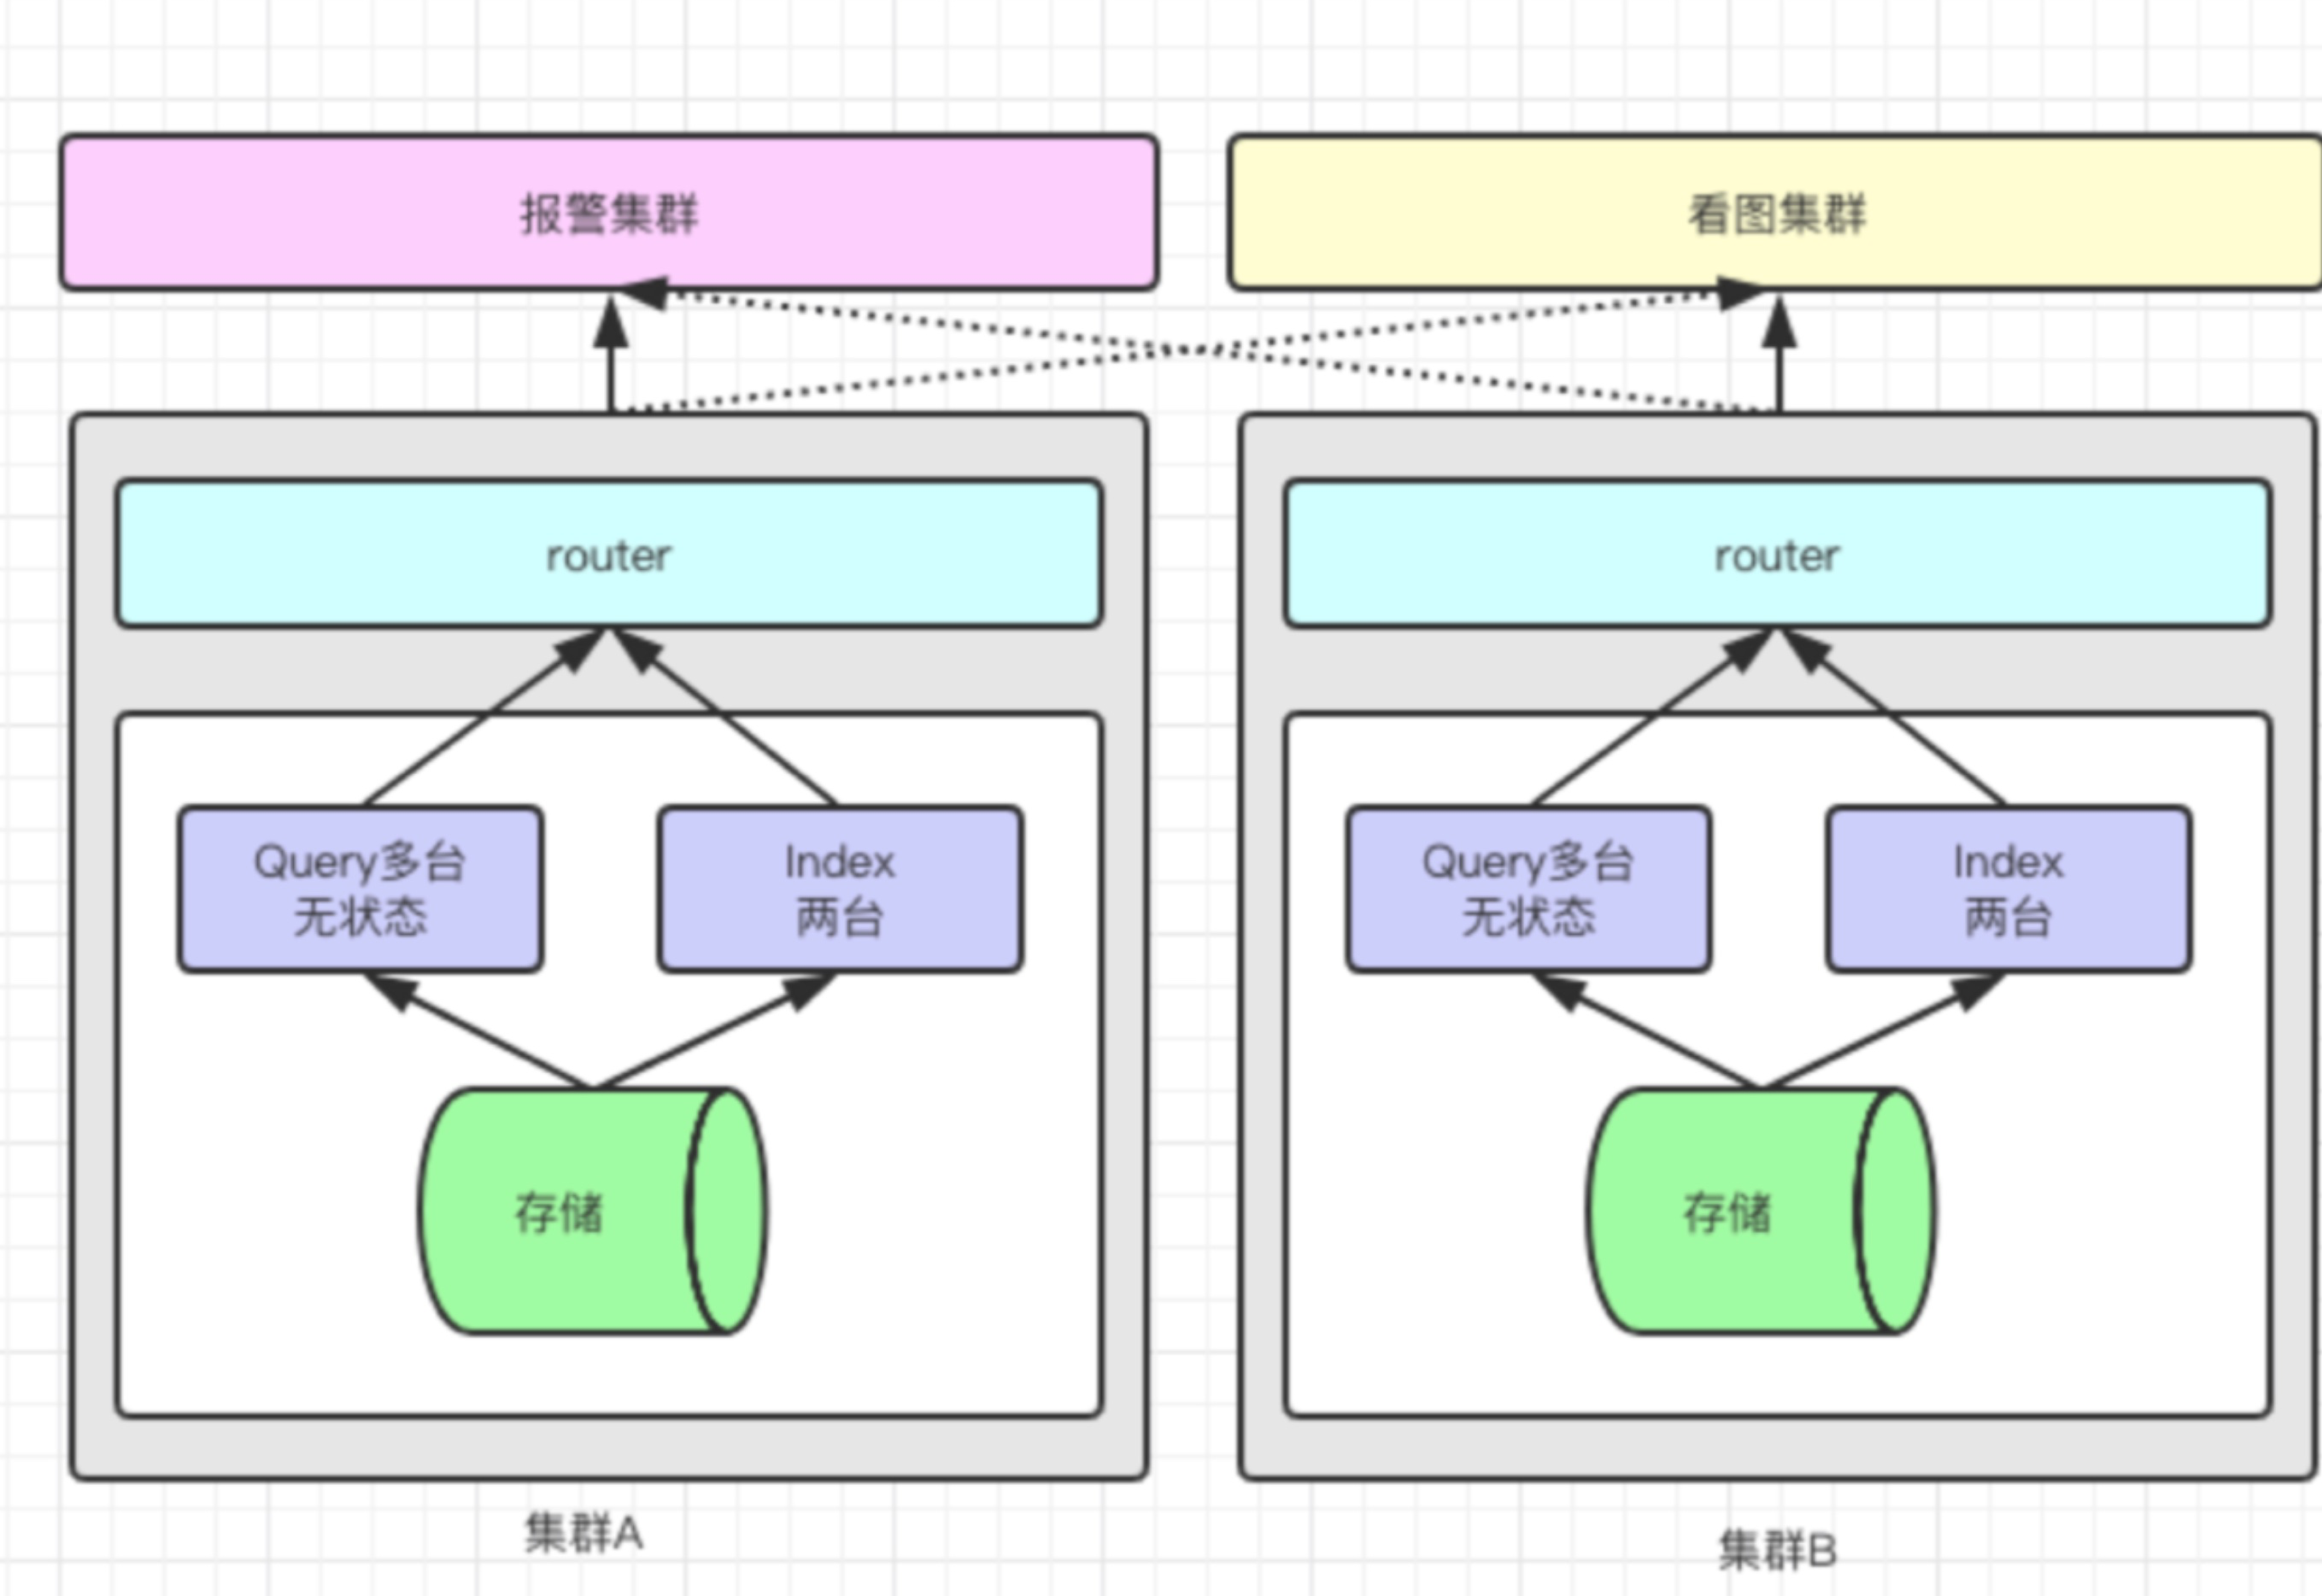 报警集群
看图集群
router
router
Query多台
无状态
Index
两台
Query多台
无状态
Index
两台
存储
存储
集群A
集群B